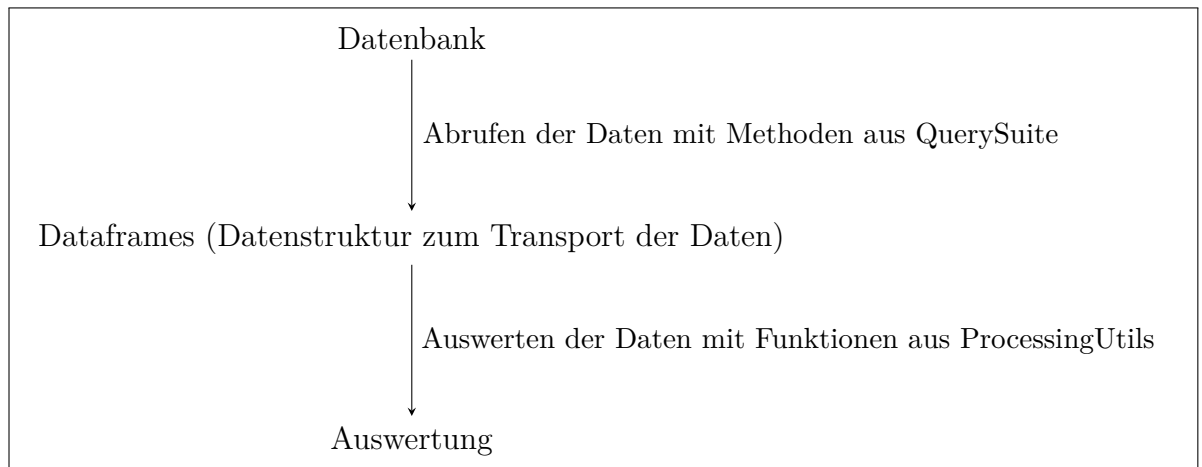 Datenbank
Abrufen der Daten mit Methoden aus QuerySuite
Dataframes (Datenstruktur zum Transport der Daten)
Auswerten der Daten mit Funktionen aus ProcessingUtils
Auswertung